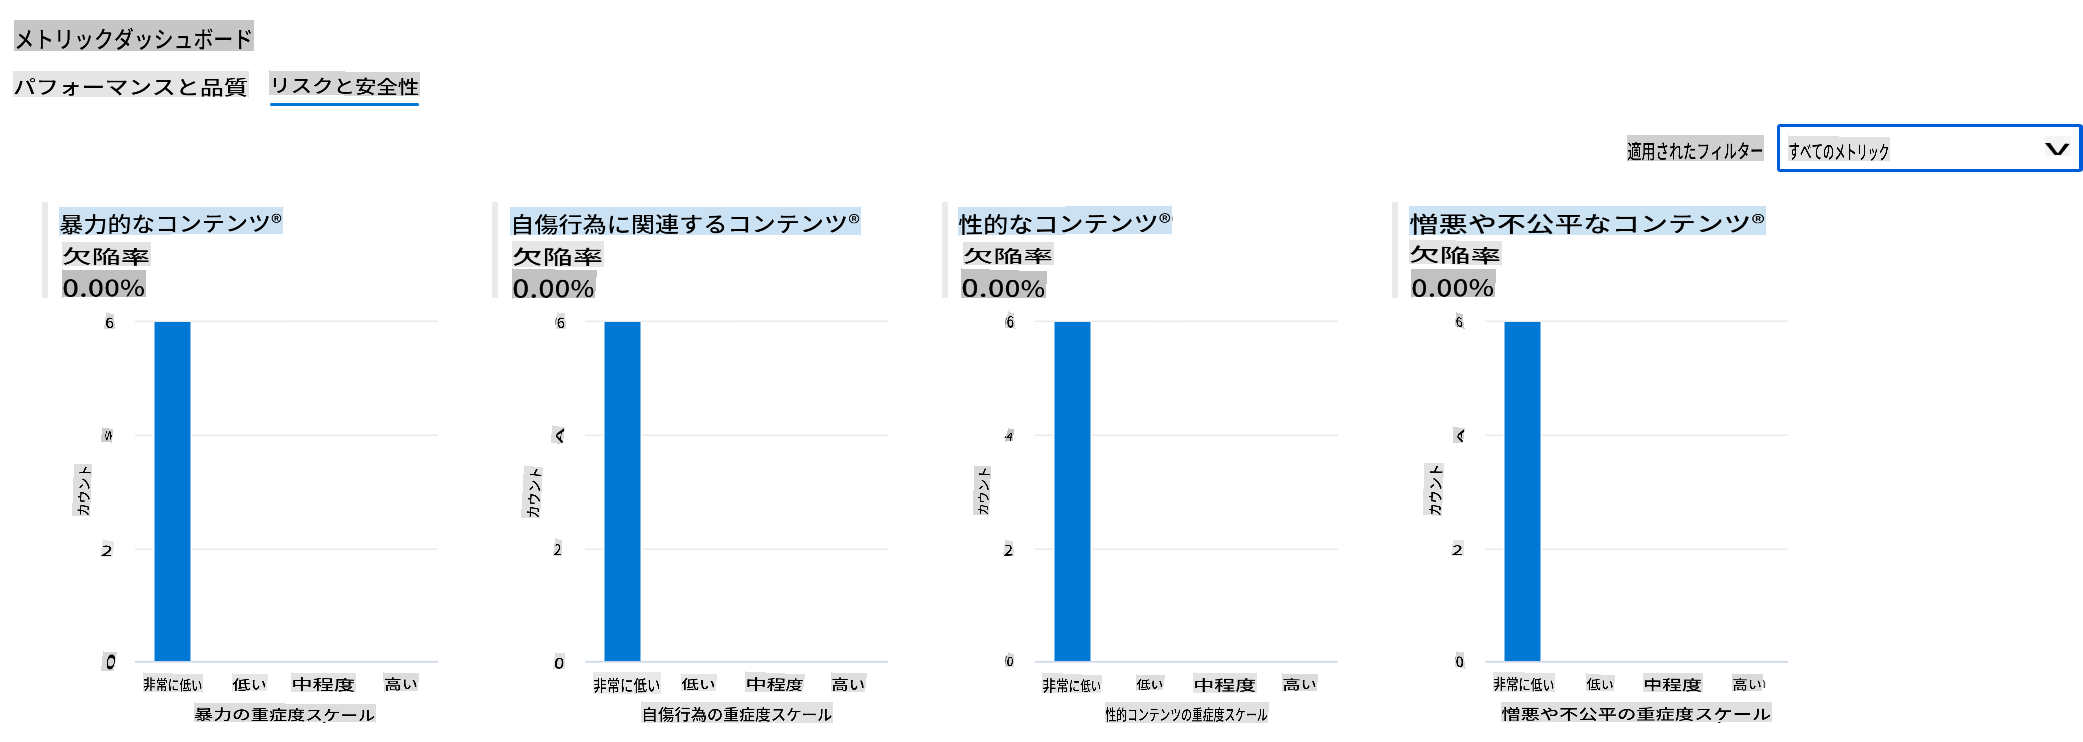 メトリックダッシュボード
パフォーマンスと品質 リスクと安全性
適用されたフィルター すべてのメトリック
暴力的なコンテンツ®
欠陥率
0.00%
6
2
0
カウント
非常に低い 低い 中程度 高い
暴力の重症度スケール
自傷行為に関連するコンテンツ®
欠陥率
0.00%
6
2
0
カウント
非常に低い 低い 中程度 高い
自傷行為の重症度スケール
性的なコンテンツ®
欠陥率
0.00%
6
4
2
0
カウント
非常に低い 低い 中程度 高い
性的コンテンツの重症度スケール
憎悪や不公平なコンテンツ®
欠陥率
0.00%
6
2
0
カウント
非常に低い 低い 中程度 高い
憎悪や不公平の重症度スケール